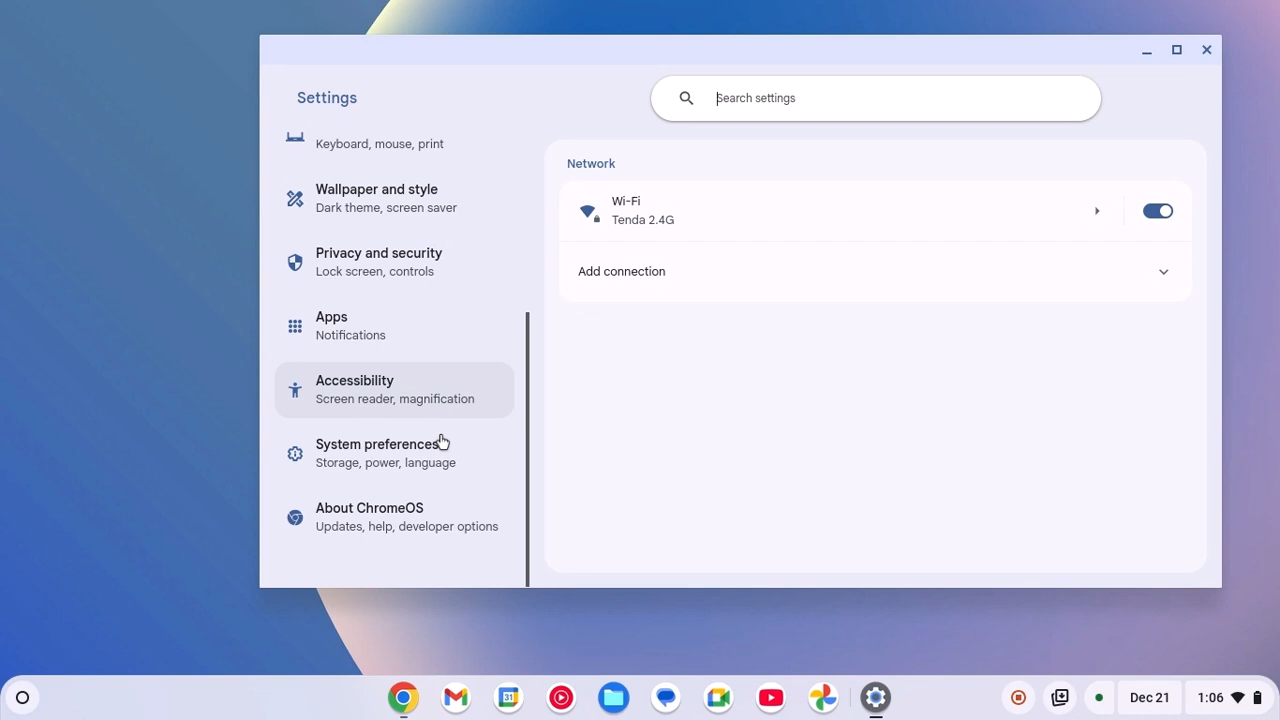 Settings
Search settings
Keyboard, mouse, print
Wallpaper and style
Dark theme, screen saver
Privacy and security
Lock screen, controls
Apps
Notifications
Accessibility
Screen reader, magnification
System preferences
Storage, power, language
About ChromeOS
Updates, help, developer options
Network
Wi-Fi
Tenda 2.4G
Add connection
31
Dec 21
1:06